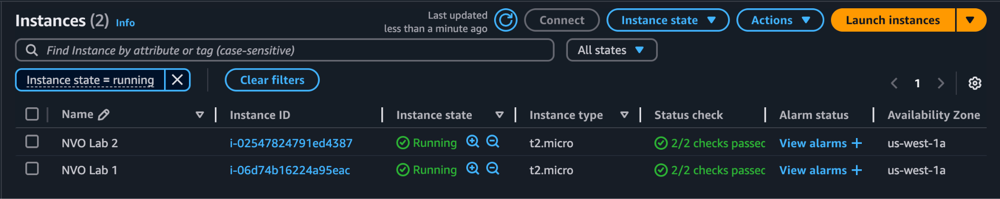 Instances (2) Info
Last updated
less than a minute ago
Connect
Instance state
Actions
Launch instances
Find Instance by attribute or tag (case-sensitive)
All states
Instance state = running
Clear filters
1
Name Instance ID Instance state Instance type Status check Alarm status Availability Zone
NVO Lab 2 i-02547824791ed4387 Running t2.micro 2/2 checks passec View alarms + us-west-1a
NVO Lab 1 i-06d74b16224a95eac Running t2.micro 2/2 checks passec View alarms + us-west-1a